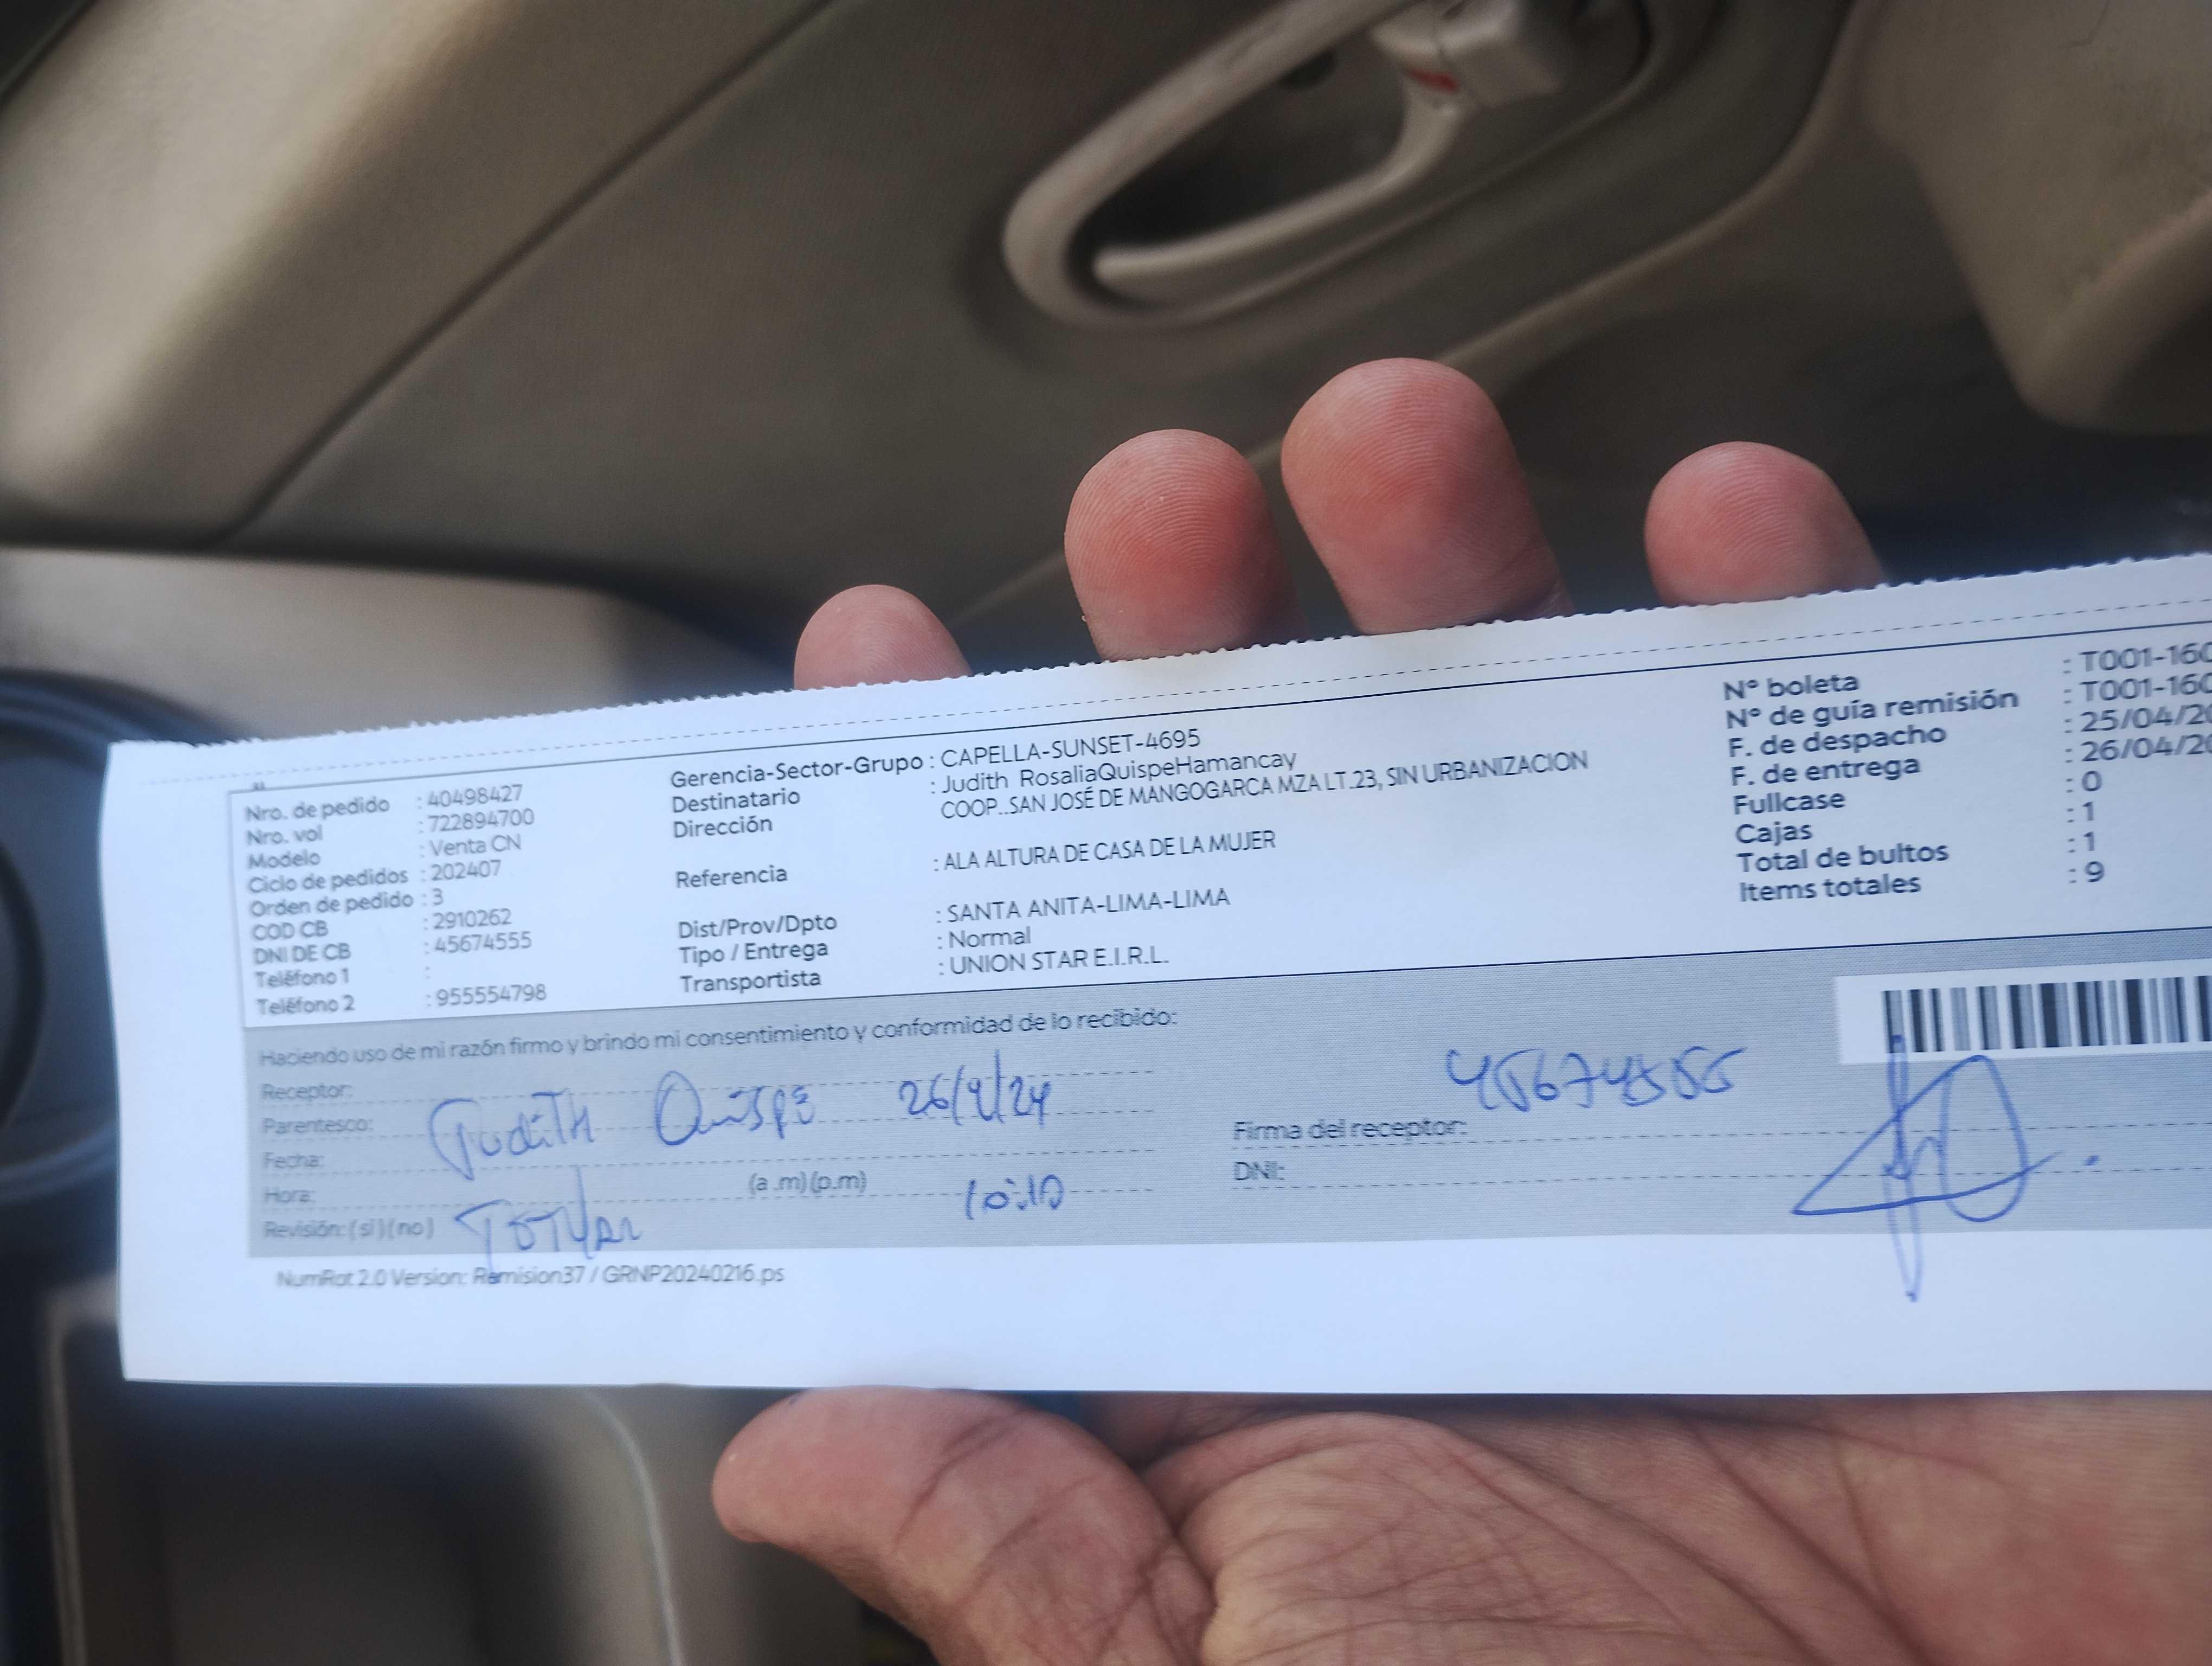 Nro. de pedido : 40498427
Nro. vol : 722894700
Modelo : Venta CN
Ciclo de pedidos : 202407
Orden de pedido : 3
COD CB : 2910262
DNI DE CB : 45674555
Teléfono 1 :
Teléfono 2 : 955554798
Gerencia-Sector-Grupo : CAPELLA-SUNSET-4695
Destinatario : Judith RosaliaQuispeHamancay
Dirección COOP..SAN JOSÉ DE MANGOGARCA MZA LT..23, SIN URBANIZACION
Referencia : ALA ALTURA DE CASA DE LA MUJER
Dist/Prov/Dpto : SANTA ANITA-LIMA-LIMA
Tipo / Entrega : Normal
Transportista : UNION STAR E.I.R.L.
N° boleta : T001-160
N° de guía remisión : T001-160
F. de despacho : 25/04/20
F. de entrega : 26/04/20
Fullcase : 0
Cajas : 1
Total de bultos : 1
Items totales : 9
Haciendo uso de mi razón firmo y brindo mi consentimiento y conformidad de lo recibido:
Receptor:
Parentesco: Judith Quispe 26/4/24
Fecha:
Hora: (a .m)(p.m) 10:10
Revisión: ( si ) ( no ) Titular
45674555
Firma del receptor:
DNI:
NumRot 2.0 Version: Remision37 / GRNP20240216.ps